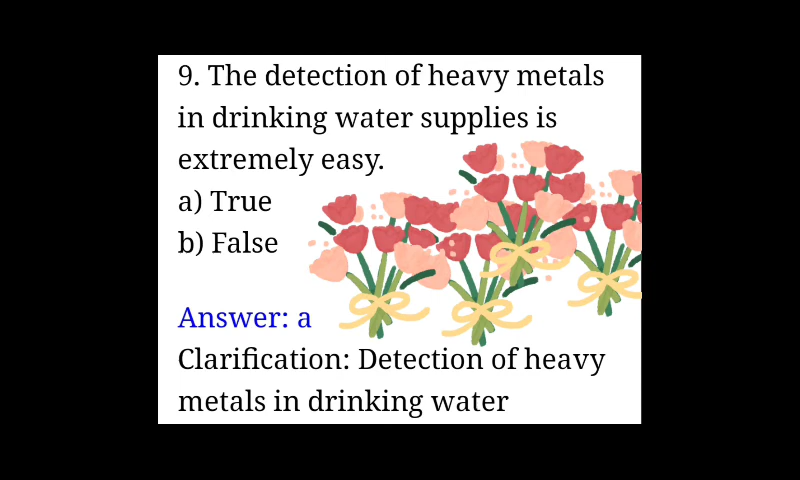 9. The detection of heavy metals
in drinking water supplies is
extremely easy.
a) True
b) False
Answer: a
Clarification: Detection of heavy
metals in drinking water